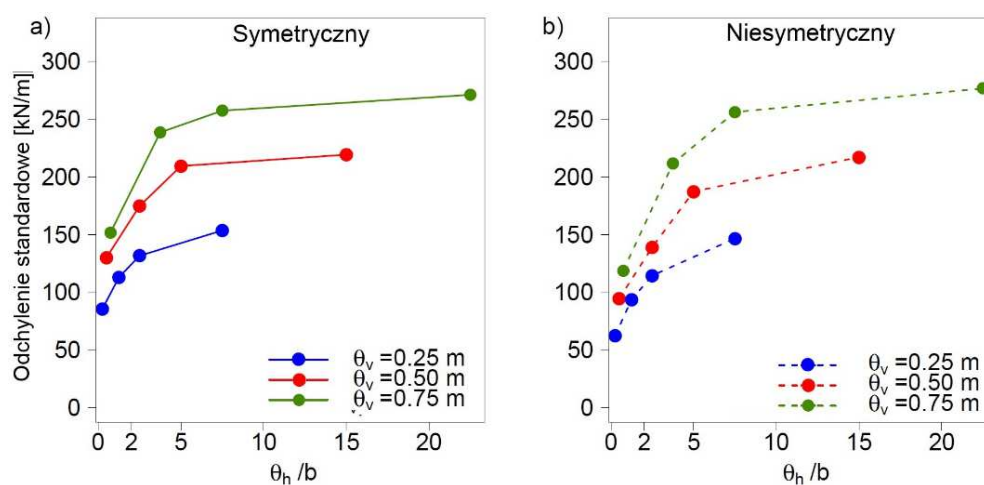 a) Symetryczny
Odchylenie standardowe [kN/m]
300
250
200
150
100
50
0
θv =0.25 m
θv =0.50 m
θv =0.75 m
0 2 5 10 15 20
θh /b
b) Niesymetryczny
300
250
200
150
100
50
0
θv =0.25 m
θv =0.50 m
θv =0.75 m
0 2 5 10 15 20
θh /b